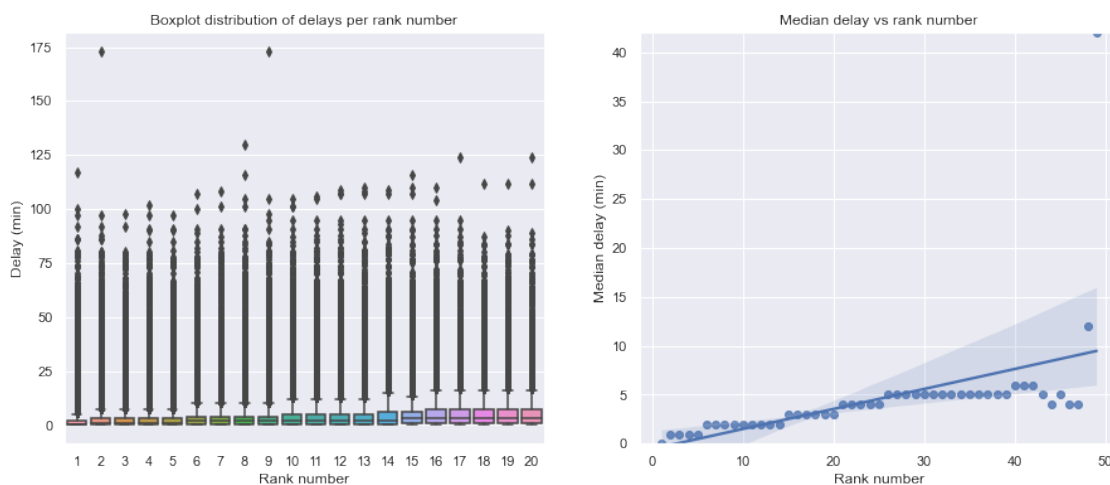 Boxplot distribution of delays per rank number
175
150
125
100
75
50
25
0
Delay (min)
1 2 3 4 5 6 7 8 9 10 11 12 13 14 15 16 17 18 19 20
Rank number
Median delay vs rank number
40
35
30
25
20
15
10
5
0
Median delay (min)
0 10 20 30 40 50
Rank number